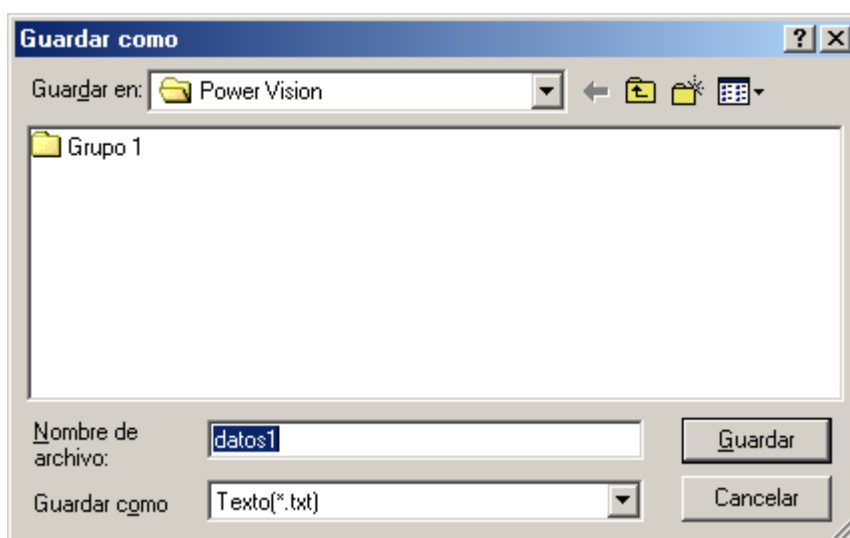 Guardar como
Guardar en: Power Vision
Grupo 1
Nombre de archivo: datos1 Guardar
Guardar como Texto(*.txt) Cancelar